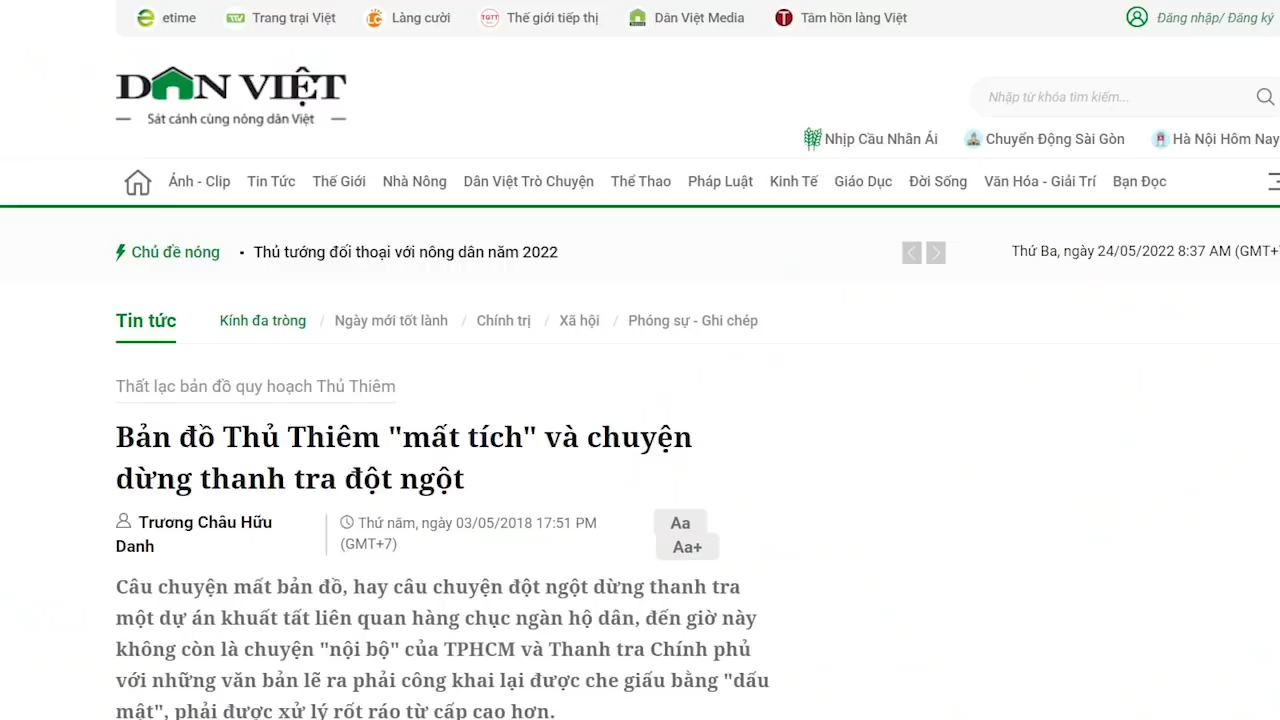 etime Trang trại Việt Làng cười TGTT Thế giới tiếp thị Dân Việt Media Tâm hồn làng Việt Đăng nhập/ Đăng ký
DÂN VIỆT
Sát cánh cùng nông dân Việt
Nhập từ khóa tìm kiếm...
Nhịp Cầu Nhân Ái Chuyển Động Sài Gòn Hà Nội Hôm Nay
Ảnh - Clip Tin Tức Thế Giới Nhà Nông Dân Việt Trò Chuyện Thể Thao Pháp Luật Kinh Tế Giáo Dục Đời Sống Văn Hóa - Giải Trí Bạn Đọc
Chủ đề nóng • Thủ tướng đối thoại với nông dân năm 2022 Thứ Ba, ngày 24/05/2022 8:37 AM (GMT+
Tin tức Kính đa tròng / Ngày mới tốt lành / Chính trị / Xã hội / Phóng sự - Ghi chép
Thất lạc bản đồ quy hoạch Thủ Thiêm
Bản đồ Thủ Thiêm "mất tích" và chuyện
dừng thanh tra đột ngột
Trương Châu Hữu
Danh
Thứ năm, ngày 03/05/2018 17:51 PM
(GMT+7)
Aa
Aa+
Câu chuyện mất bản đồ, hay câu chuyện đột ngột dừng thanh tra
một dự án khuất tất liên quan hàng chục ngàn hộ dân, đến giờ này
không còn là chuyện "nội bộ" của TPHCM và Thanh tra Chính phủ
với những văn bản lẽ ra phải công khai lại được che giấu bằng "dấu
mật", phải được xử lý rốt ráo từ cấp cao hơn.